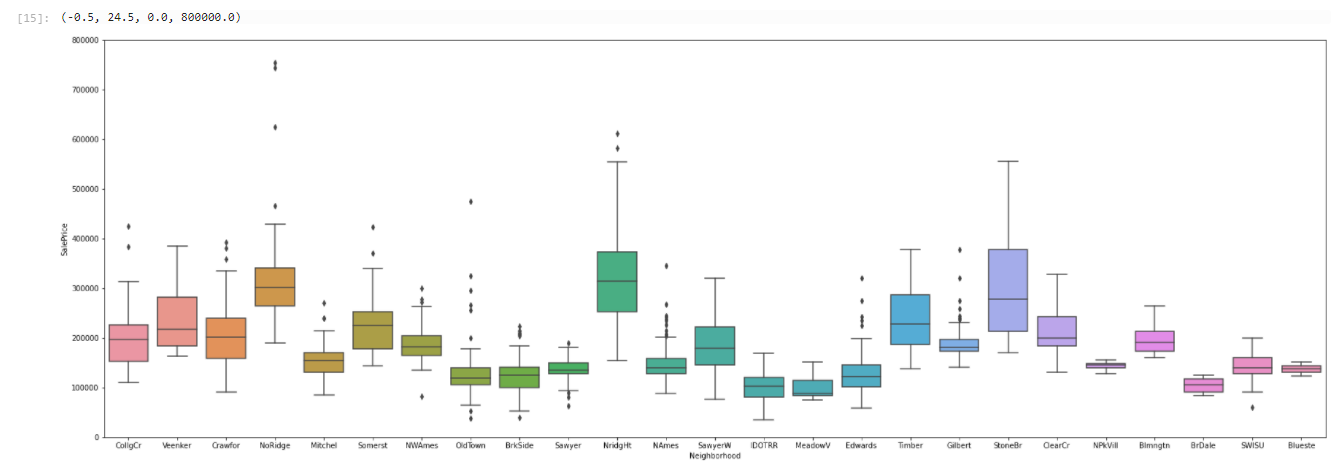 [15]: (-0.5, 24.5, 0.0, 800000.0)
800000
700000
600000
500000
400000
300000
200000
100000
0
SalePrice
CollgCr Veenker Crawfor NoRidge Mitchel Somerst NWAmes OldTown BrkSide Sawyer NridgHt NAmes SawyerW IDOTRR MeadowV Edwards Timber Gilbert StoneBr ClearCr NPkVill Blmngtn BrDale SWISU Blueste
Neighborhood